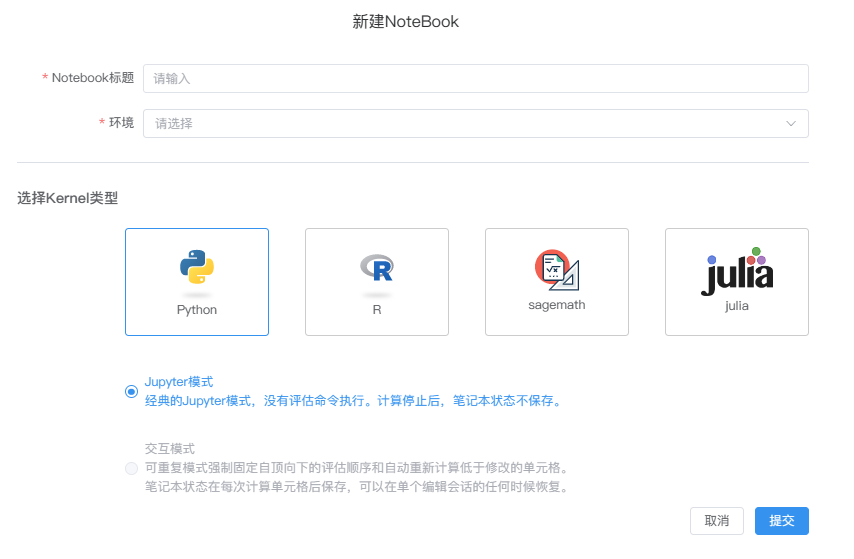 新建NoteBook
* Notebook标题 请输入
* 环境 请选择
选择Kernel类型
Python
R
R
sagemath
julia
julia
Jupyter模式
经典的Jupyter模式，没有评估命令执行。计算停止后，笔记本状态不保存。
交互模式
可重复模式强制固定自顶向下的评估顺序和自动重新计算低于修改的单元格。
笔记本状态在每次计算单元格后保存，可以在单个编辑会话的任何时候恢复。
取消 提交